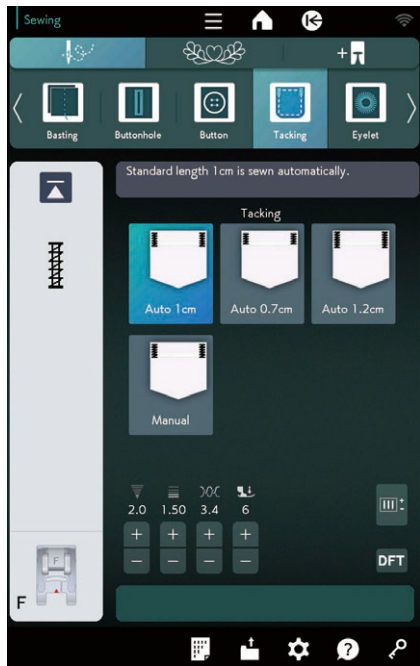 Sewing
Basting
Buttonhole
Button
Tacking
Eyelet
Standard length 1cm is sewn automatically.
Tacking
Auto 1cm
Auto 0.7cm
Auto 1.2cm
Manual
2.0 1.50 3.4 6
+ + + +
− − − −
DFT
F
F